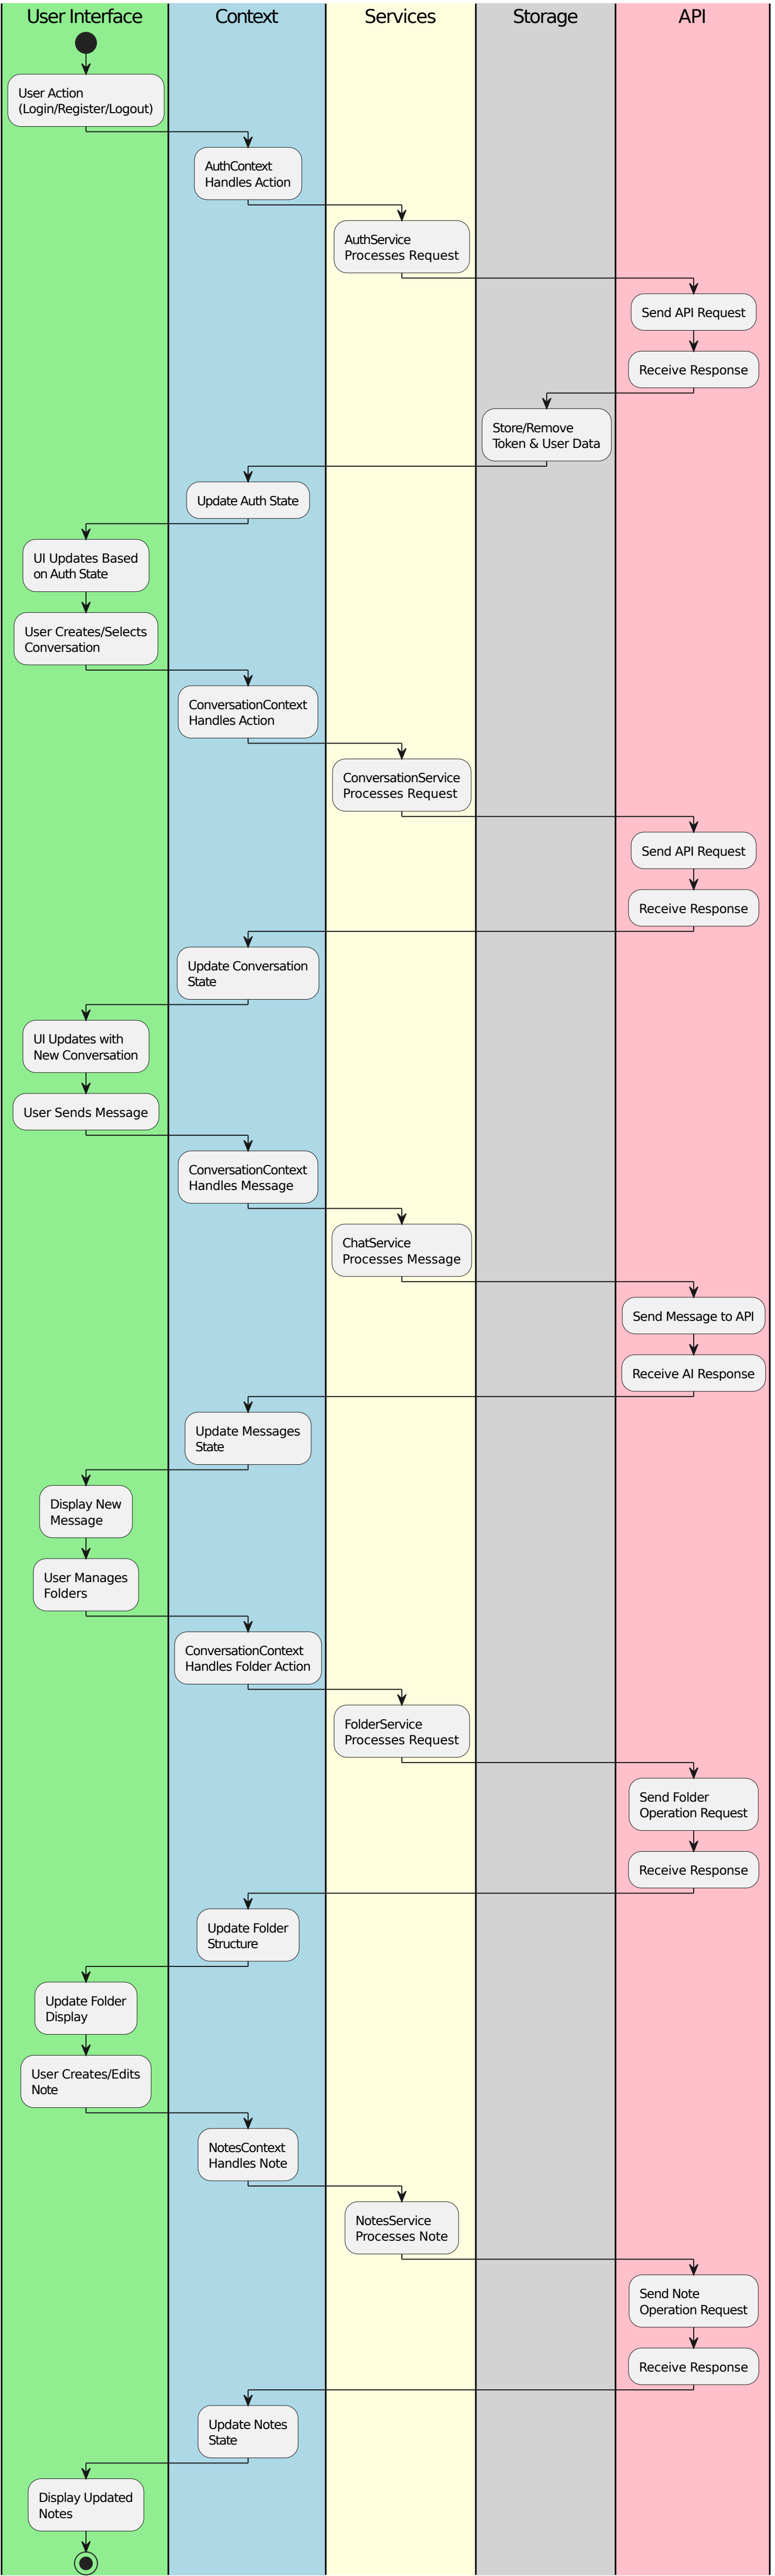 User Interface
Context
Services
Storage
API
User Action
(Login/Register/Logout)
AuthContext
Handles Action
AuthService
Processes Request
Send API Request
Receive Response
Store/Remove
Token & User Data
Update Auth State
UI Updates Based
on Auth State
User Creates/Selects
Conversation
ConversationContext
Handles Action
ConversationService
Processes Request
Send API Request
Receive Response
Update Conversation
State
UI Updates with
New Conversation
User Sends Message
ConversationContext
Handles Message
ChatService
Processes Message
Send Message to API
Receive AI Response
Update Messages
State
Display New
Message
User Manages
Folders
ConversationContext
Handles Folder Action
FolderService
Processes Request
Send Folder
Operation Request
Receive Response
Update Folder
Structure
Update Folder
Display
User Creates/Edits
Note
NotesContext
Handles Note
NotesService
Processes Note
Send Note
Operation Request
Receive Response
Update Notes
State
Display Updated
Notes